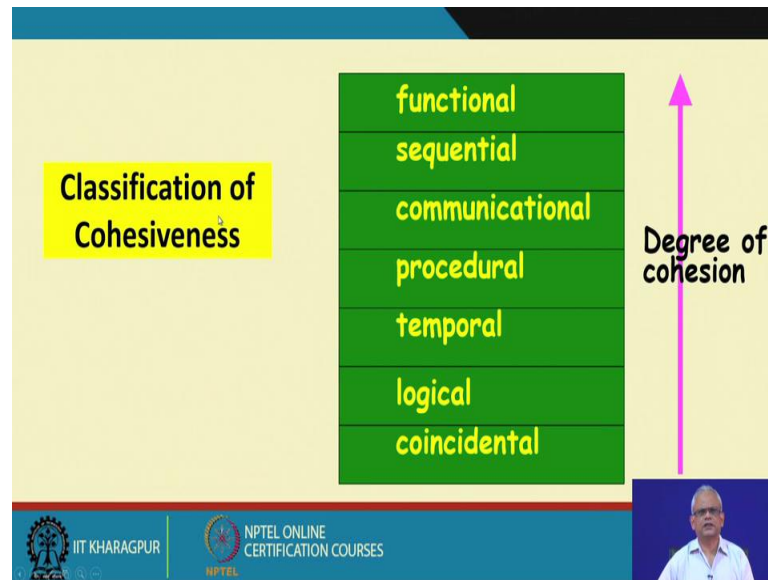 Classification of
Cohesiveness
functional
sequential
communicational
procedural
temporal
logical
coincidental
Degree of
cohesion
IIT KHARAGPUR
NPTEL
NPTEL ONLINE
CERTIFICATION COURSES